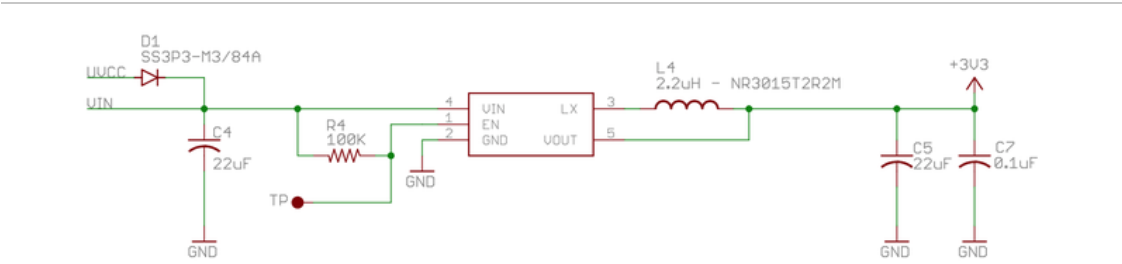 D1
SS3P3-M3/84A
UVCC
VIN
C4
22uF
GND
R4
100K
TP
4
1
2
GND
VIN
EN
GND
LX
VOUT
3
5
L4
2.2uH - NR3015T2R2M
+3V3
C5
22uF
GND
C7
0.1uF
GND